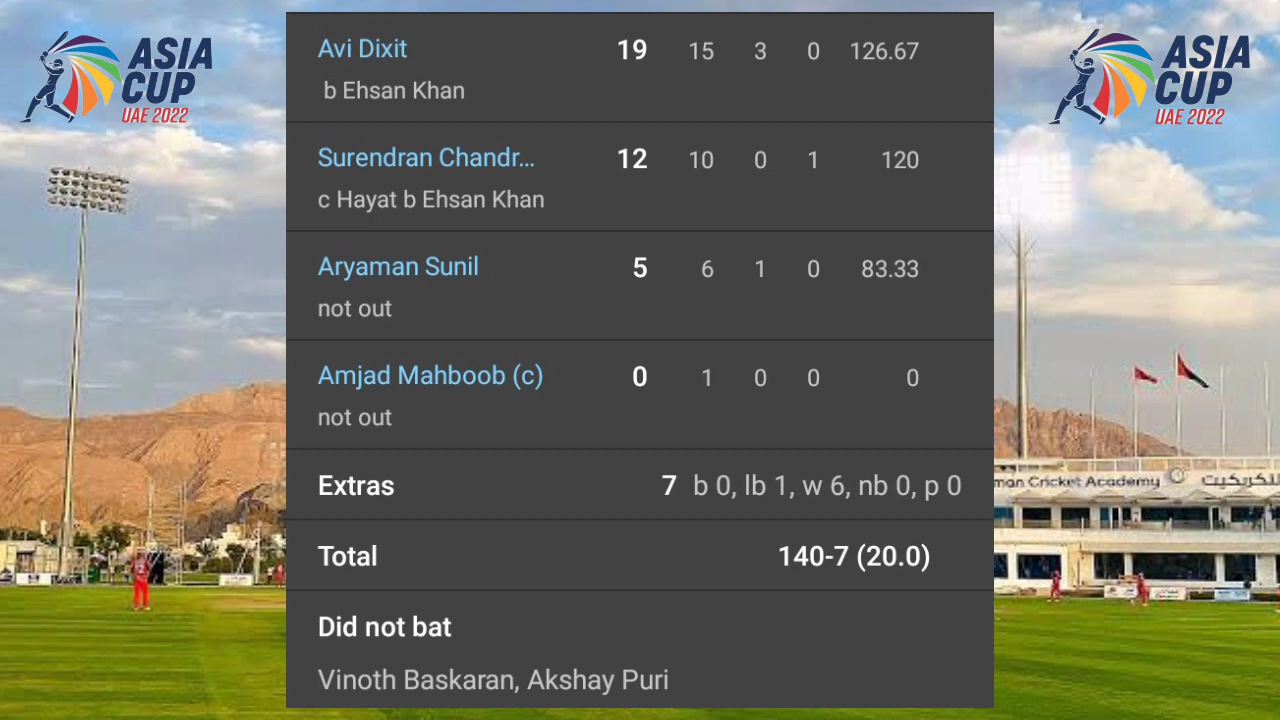 ASIA
CUP
UAE 2022
ASIA
CUP
UAE 2022
Avi Dixit 19 15 3 0 126.67
b Ehsan Khan
Surendran Chandr... 12 10 0 1 120
c Hayat b Ehsan Khan
Aryaman Sunil 5 6 1 0 83.33
not out
Amjad Mahboob (c) 0 1 0 0 0
not out
Extras 7 b 0, lb 1, w 6, nb 0, p 0
Total 140-7 (20.0)
Did not bat
Vinoth Baskaran, Akshay Puri
man Cricket Academy للكريكيت